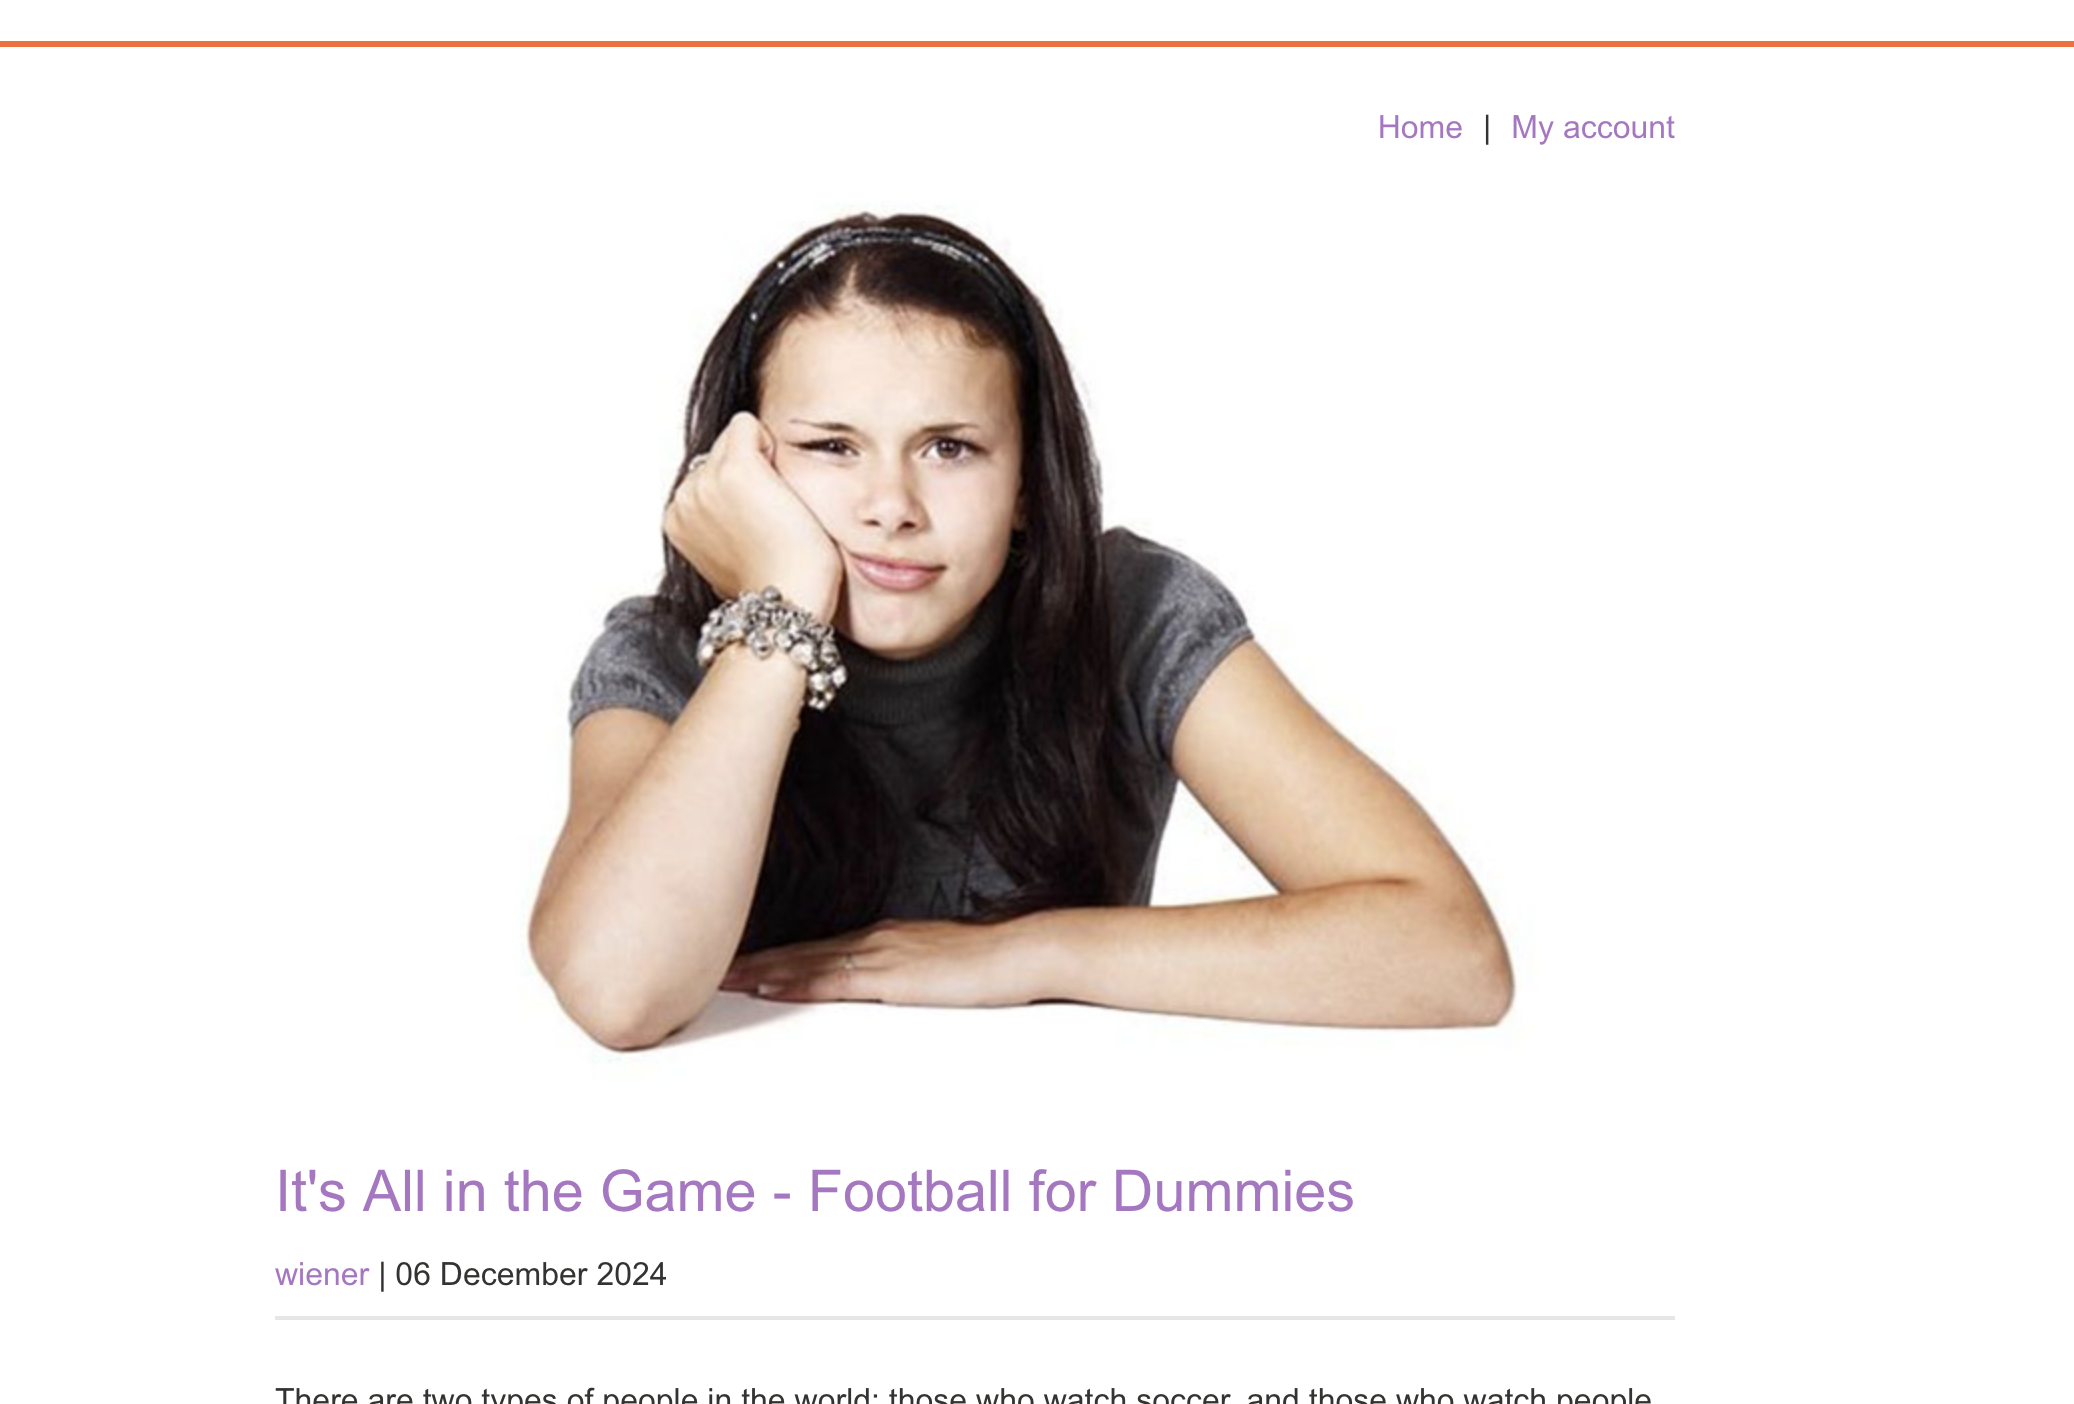 Home | My account
It's All in the Game - Football for Dummies
wiener | 06 December 2024
There are two types of people in the world: those who watch soccer, and those who watch people